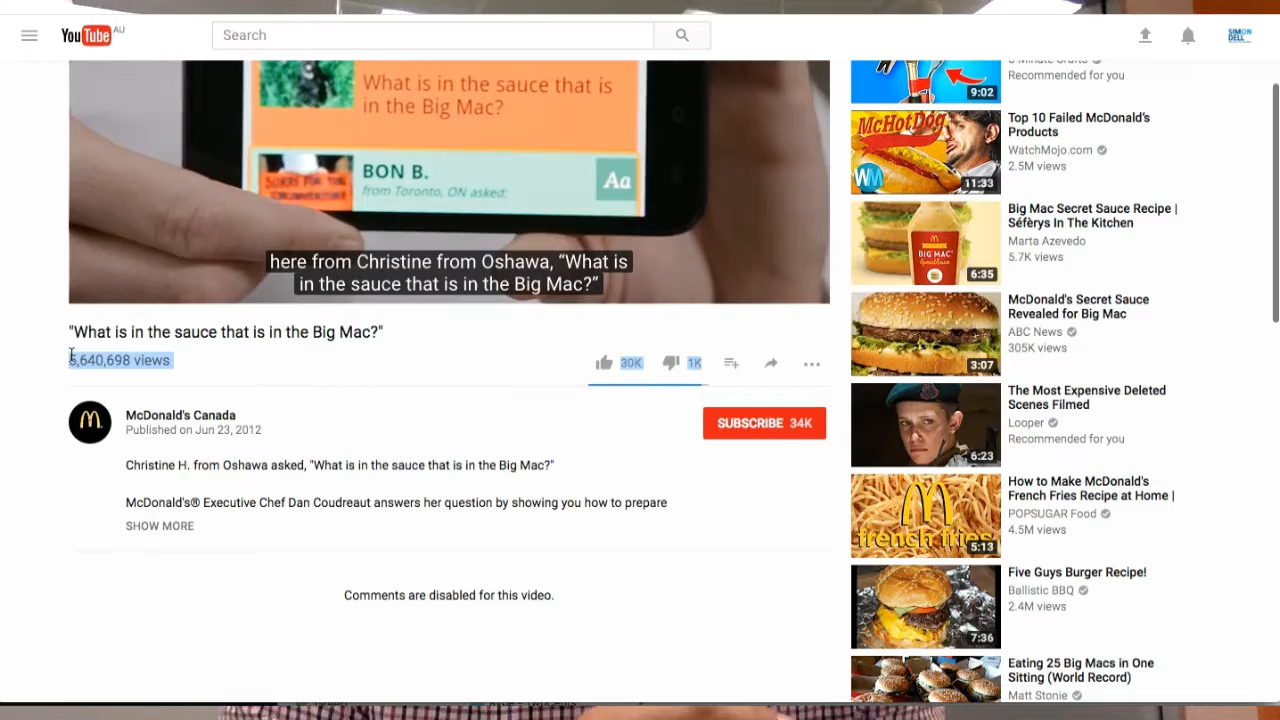 YouTube AU
Search
SIMON
DELL
What is in the sauce that is
in the Big Mac?
BON B.
from Toronto, ON asked:
Aa
here from Christine from Oshawa, “What is
in the sauce that is in the Big Mac?”
"What is in the sauce that is in the Big Mac?"
,640,698 views
30K
1K
McDonald's Canada
Published on Jun 23, 2012
SUBSCRIBE 34K
Christine H. from Oshawa asked, "What is in the sauce that is in the Big Mac?"
McDonald's® Executive Chef Dan Coudreaut answers her question by showing you how to prepare
SHOW MORE
Comments are disabled for this video.
Recommended for you
9:02
McHotDog
WM
11:33
Top 10 Failed McDonald's
Products
WatchMojo.com
2.5M views
BIG MAC
6:35
Big Mac Secret Sauce Recipe |
Séfèrys In The Kitchen
Marta Azevedo
5.7K views
3:07
McDonald's Secret Sauce
Revealed for Big Mac
ABC News
305K views
6:23
The Most Expensive Deleted
Scenes Filmed
Looper
Recommended for you
french fries
5:13
How to Make McDonald's
French Fries Recipe at Home |
POPSUGAR Food
4.5M views
7:36
Five Guys Burger Recipe!
Ballistic BBQ
2.4M views
Eating 25 Big Macs in One
Sitting (World Record)
Matt Stonie